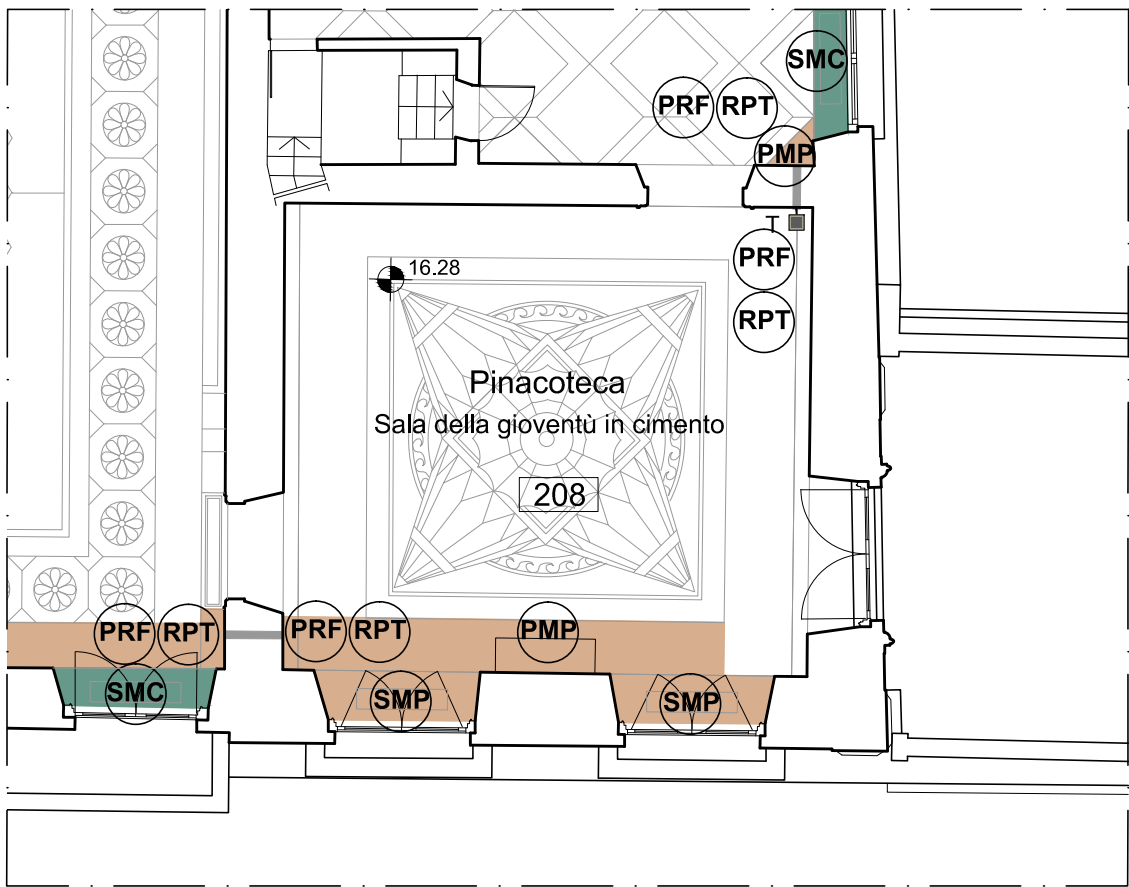 SMC
PRF RPT
PMP
T
PRF
16.28
RPT
Pinacoteca
Sala della gioventù in cimento
208
PRF RPT PRF RPT PMP
SMC SMP SMP